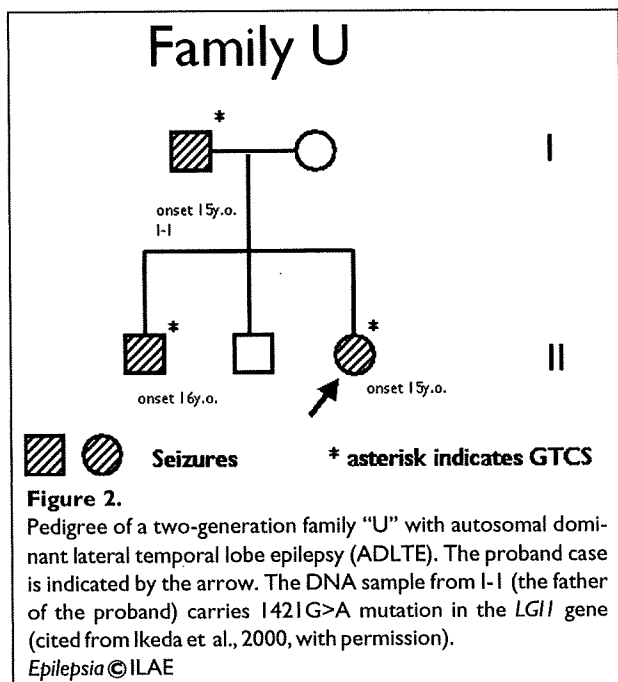 Family U
*
I
onset 15y.o.
I-I
* *
II
onset 16y.o.
onset 15y.o.
Seizures * asterisk indicates GTCS
Figure 2.
Pedigree of a two-generation family “U” with autosomal domi-
nant lateral temporal lobe epilepsy (ADLTE). The proband case
is indicated by the arrow. The DNA sample from I-1 (the father
of the proband) carries 1421G>A mutation in the LGI1 gene
(cited from Ikeda et al., 2000, with permission).
Epilepsia © ILAE